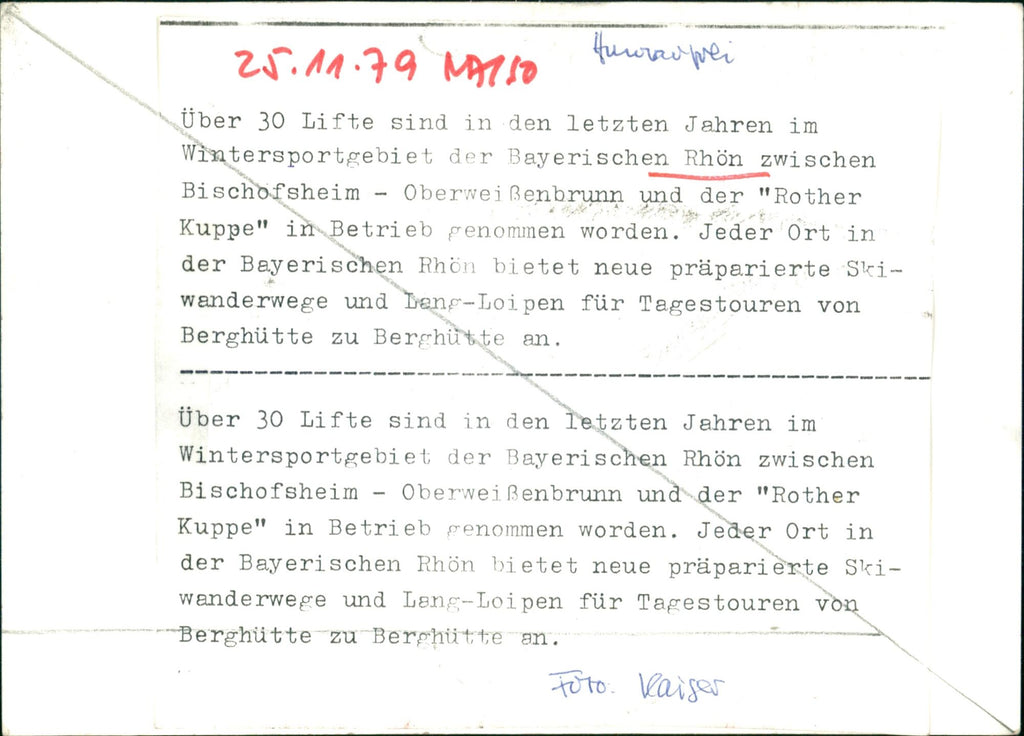 25.11.79
Über 30 Lifte sind in den letzten Jahren im
Wintersportgebiet der Bayerischen Rhön zwischen
Bischofsheim - Oberweißenbrunn und der "Rother
Kuppe" in Betrieb genommen worden. Jeder Ort in
der Bayerischen Rhön bietet neue präparierte Ski-
wanderwege und Lang-Loipen für Tagestouren von
Berghütte zu Berghütte an.
Über 30 Lifte sind in den letzten Jahren im
Wintersportgebiet der Bayerischen Rhön zwischen
Bischofsheim - Oberweißenbrunn und der "Rother
Kuppe" in Betrieb genommen worden. Jeder Ort in
der Bayerischen Rhön bietet neue präparierte Ski-
wanderwege und Lang-Loipen für Tagestouren von
Berghütte zu Berghütte an.
Foto: Kaiser